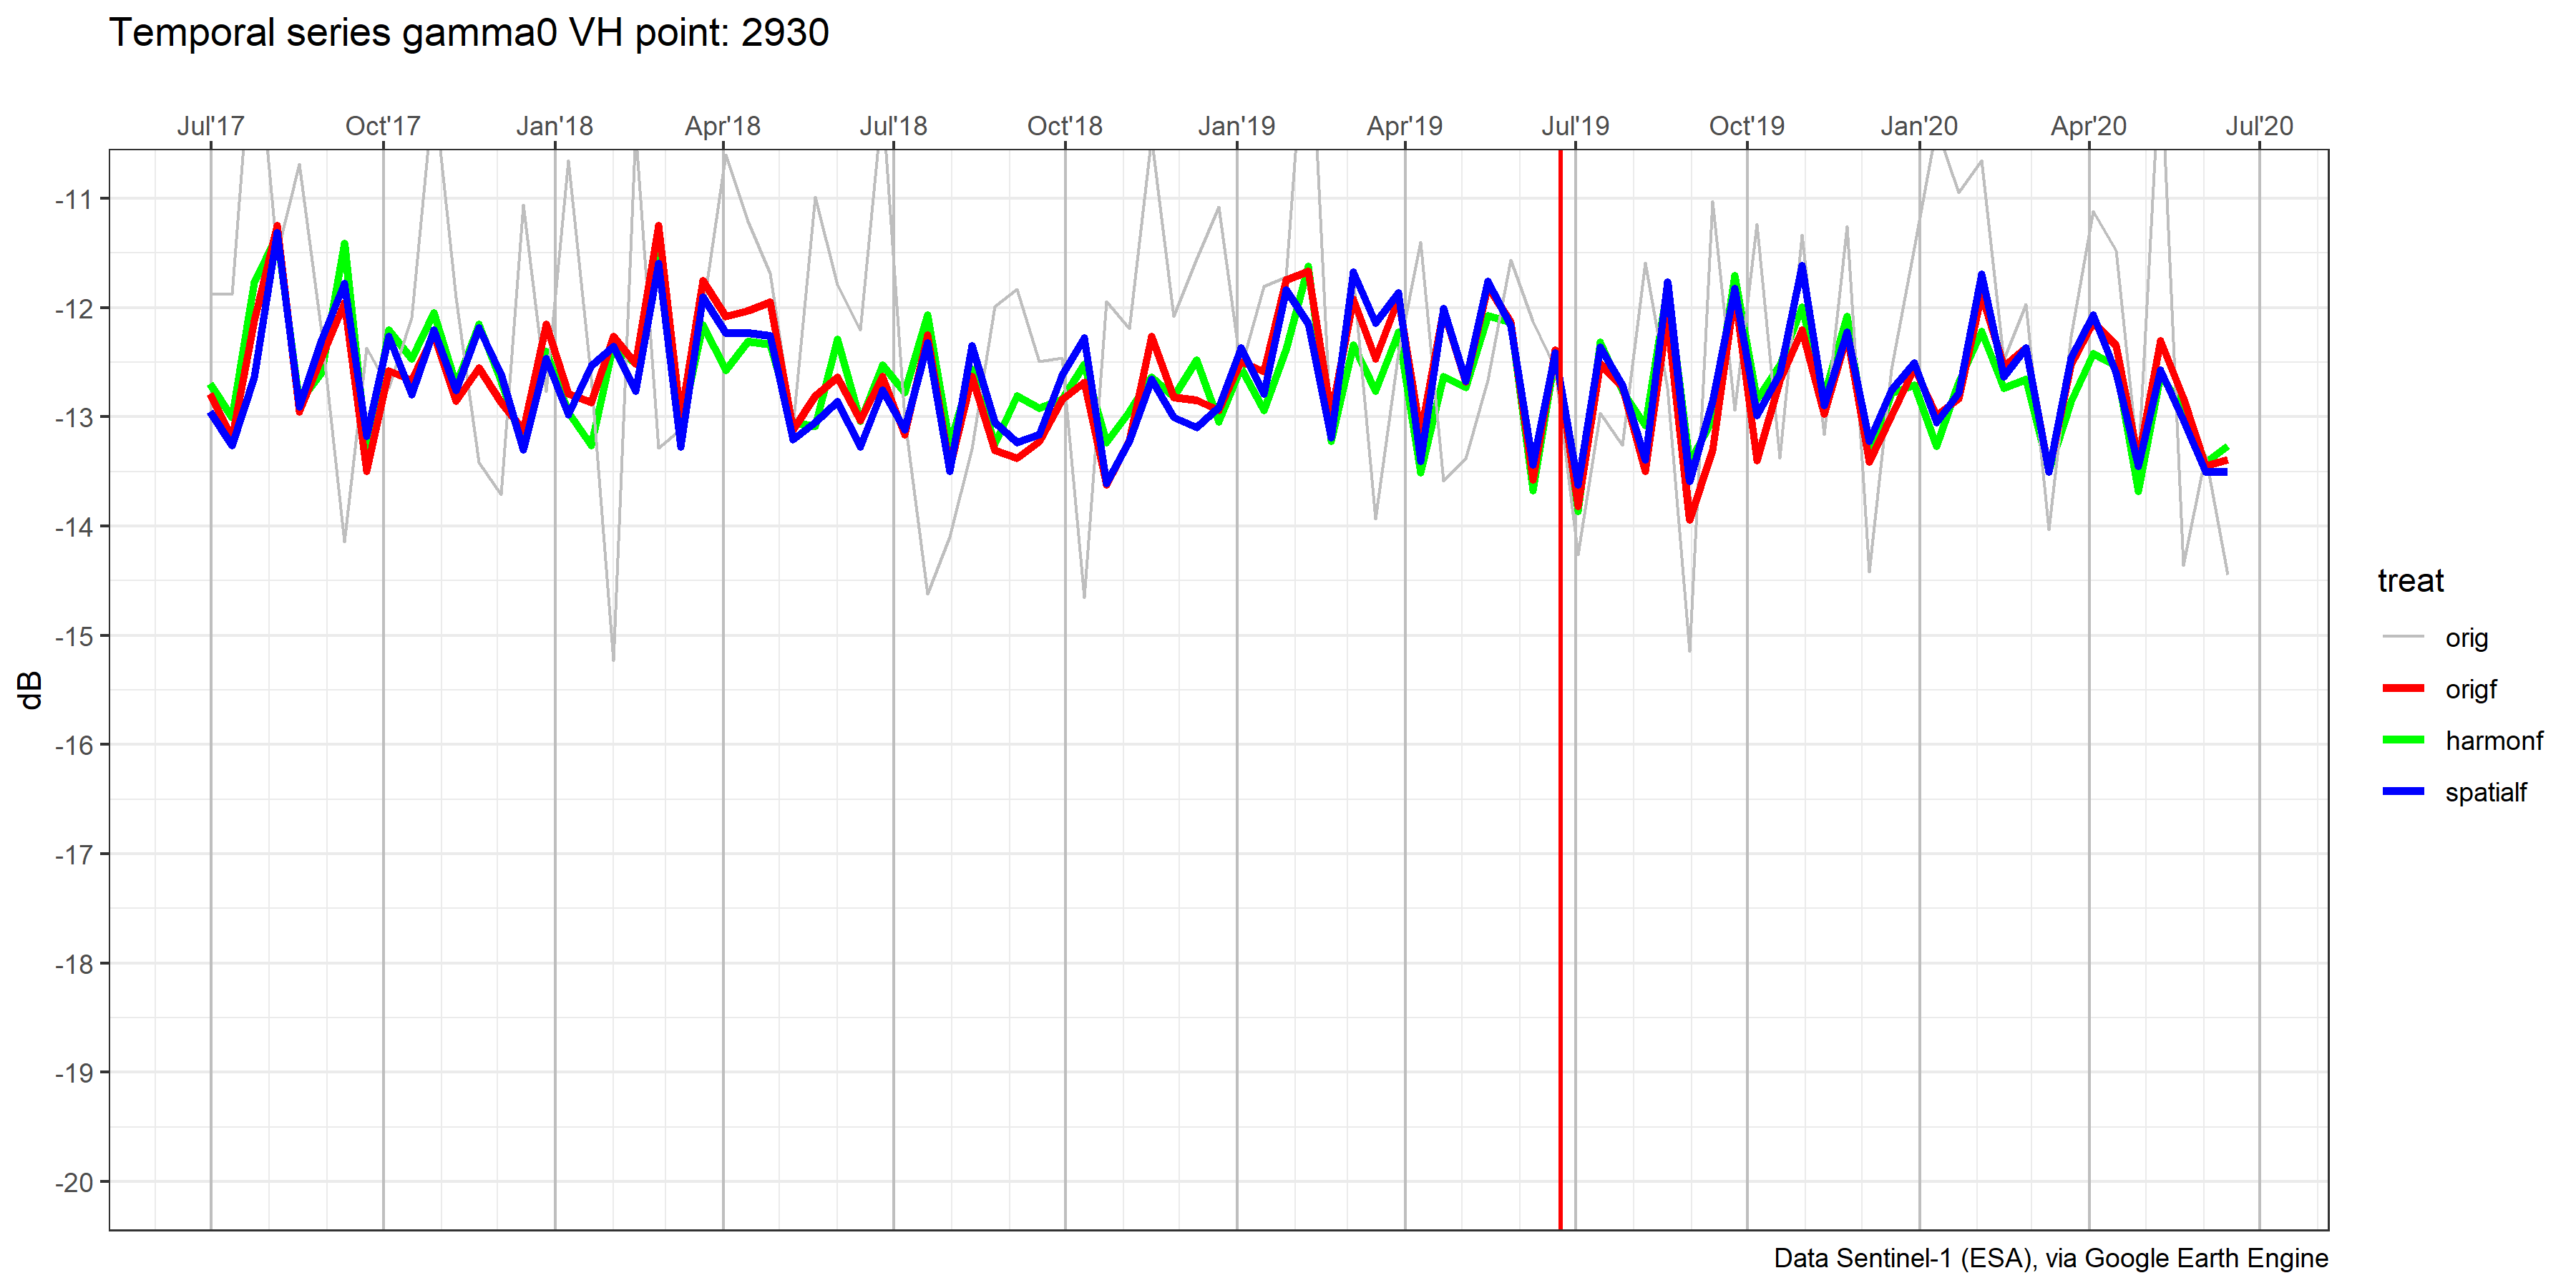 Temporal series gamma0 VH point: 2930
Jul'17 Oct'17 Jan'18 Apr'18 Jul'18 Oct'18 Jan'19 Apr'19 Jul'19 Oct'19 Jan'20 Apr'20 Jul'20
-11
-12
-13
-14
-15
-16
-17
-18
-19
-20
dB
treat
orig
origf
harmonf
spatialf
Data Sentinel-1 (ESA), via Google Earth Engine